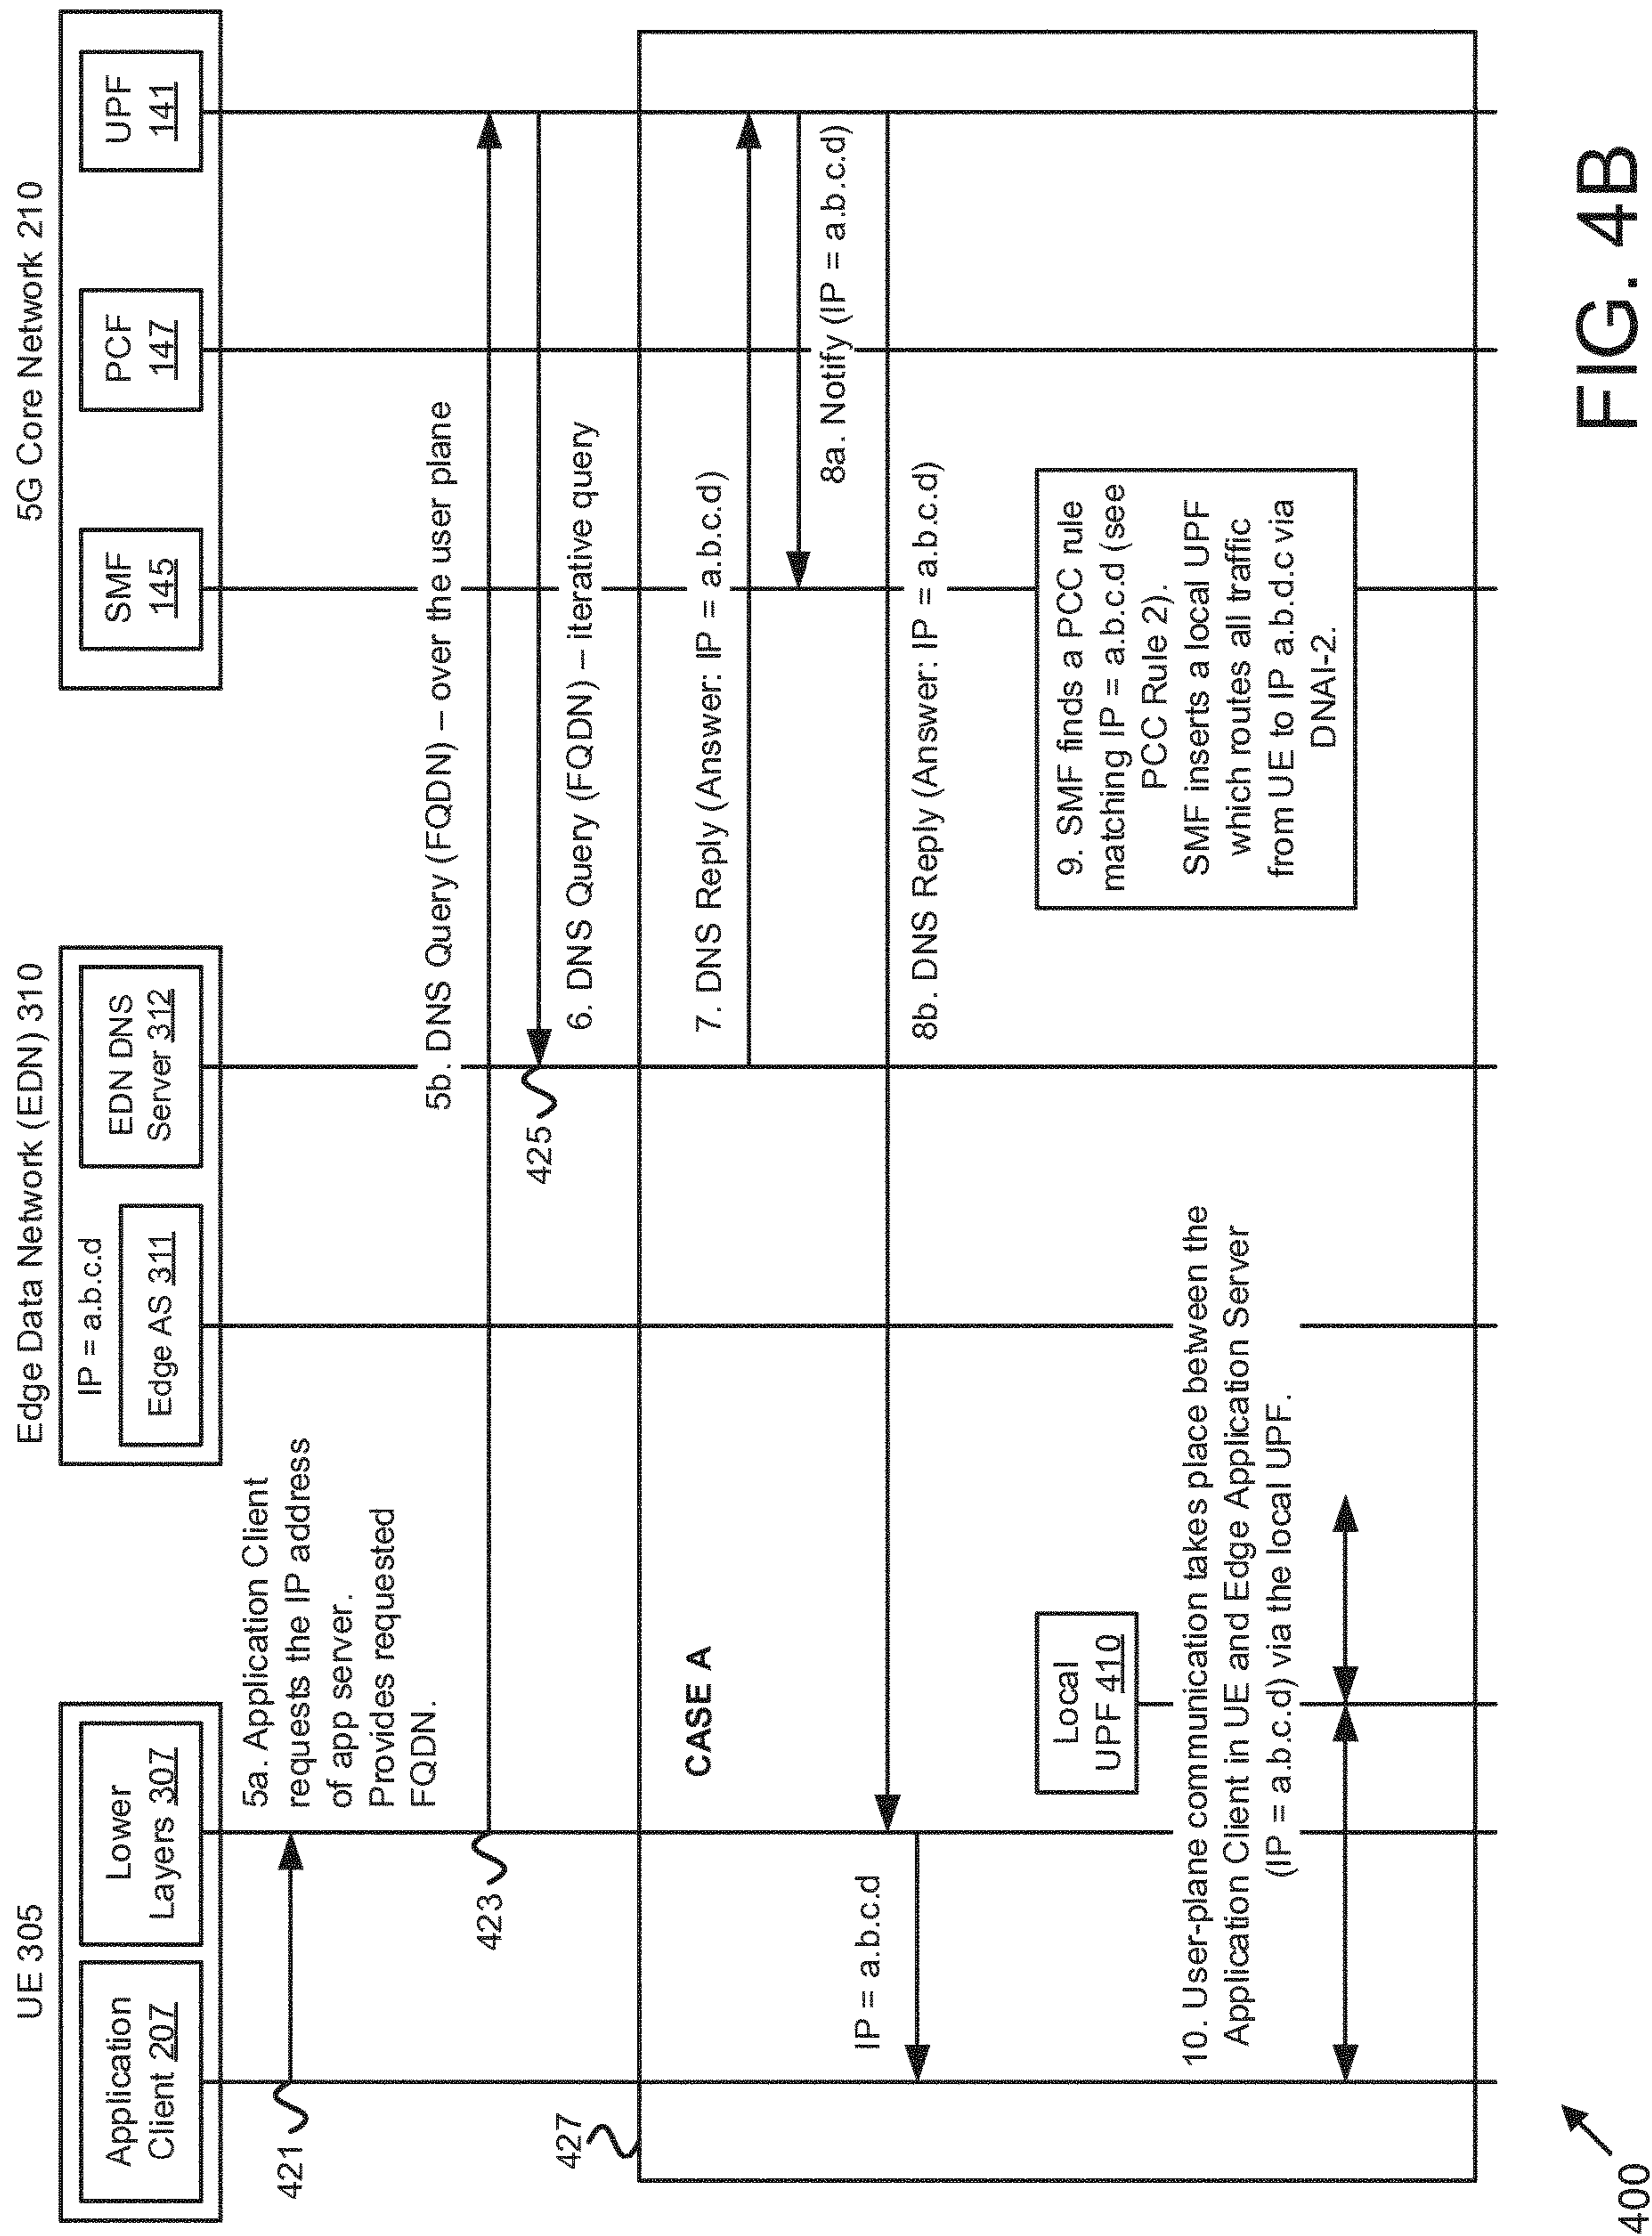 UE 305
Edge Data Network (EDN) 310
5G Core Network 210
Application
Client 207
Lower
Layers 307
IP = a.b.c.d
Edge AS 311
EDN DNS
Server 312
SMF
145
PCF
147
UPF
141
421
5a. Application Client
requests the IP address
of app server.
Provides requested
FQDN.
5b. DNS Query (FQDN) – over the user plane
423
425
6. DNS Query (FQDN) – iterative query
427
CASE A
7. DNS Reply (Answer: IP = a.b.c.d)
8a. Notify (IP = a.b.c.d)
8b. DNS Reply (Answer: IP = a.b.c.d)
IP = a.b.c.d
Local
UPF 410
9. SMF finds a PCC rule
matching IP = a.b.c.d (see
PCC Rule 2).
SMF inserts a local UPF
which routes all traffic
from UE to IP a.b.d.c via
DNAI-2.
10. User-plane communication takes place between the
Application Client in UE and Edge Application Server
(IP = a.b.c.d) via the local UPF.
400
FIG. 4B